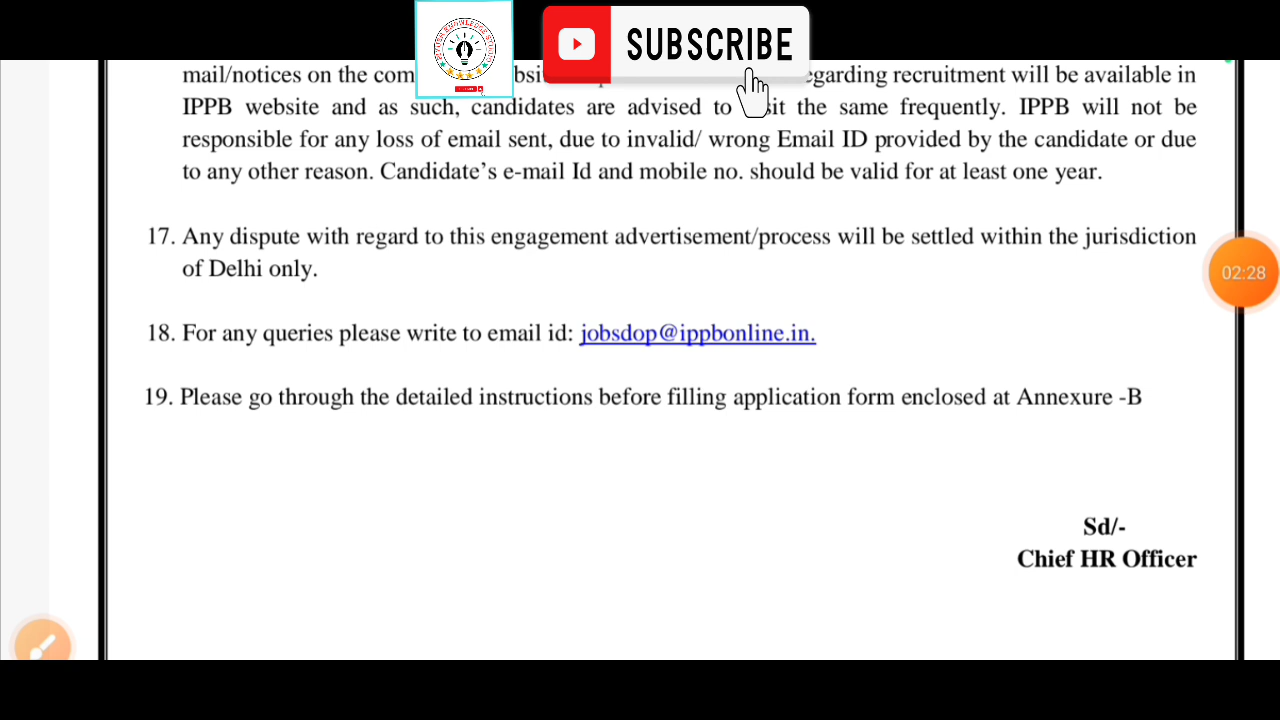 SUBSCRIBE
mail/notices on the recruitment will be available in
IPPB website and as such, candidates are advised to the same frequently. IPPB will not be
responsible for any loss of email sent, due to invalid/ wrong Email ID provided by the candidate or due
to any other reason. Candidate’s e-mail Id and mobile no. should be valid for at least one year.
17. Any dispute with regard to this engagement advertisement/process will be settled within the jurisdiction
of Delhi only.
02:28
18. For any queries please write to email id: jobsdop@ippbonline.in.
19. Please go through the detailed instructions before filling application form enclosed at Annexure -B
Sd/-
Chief HR Officer